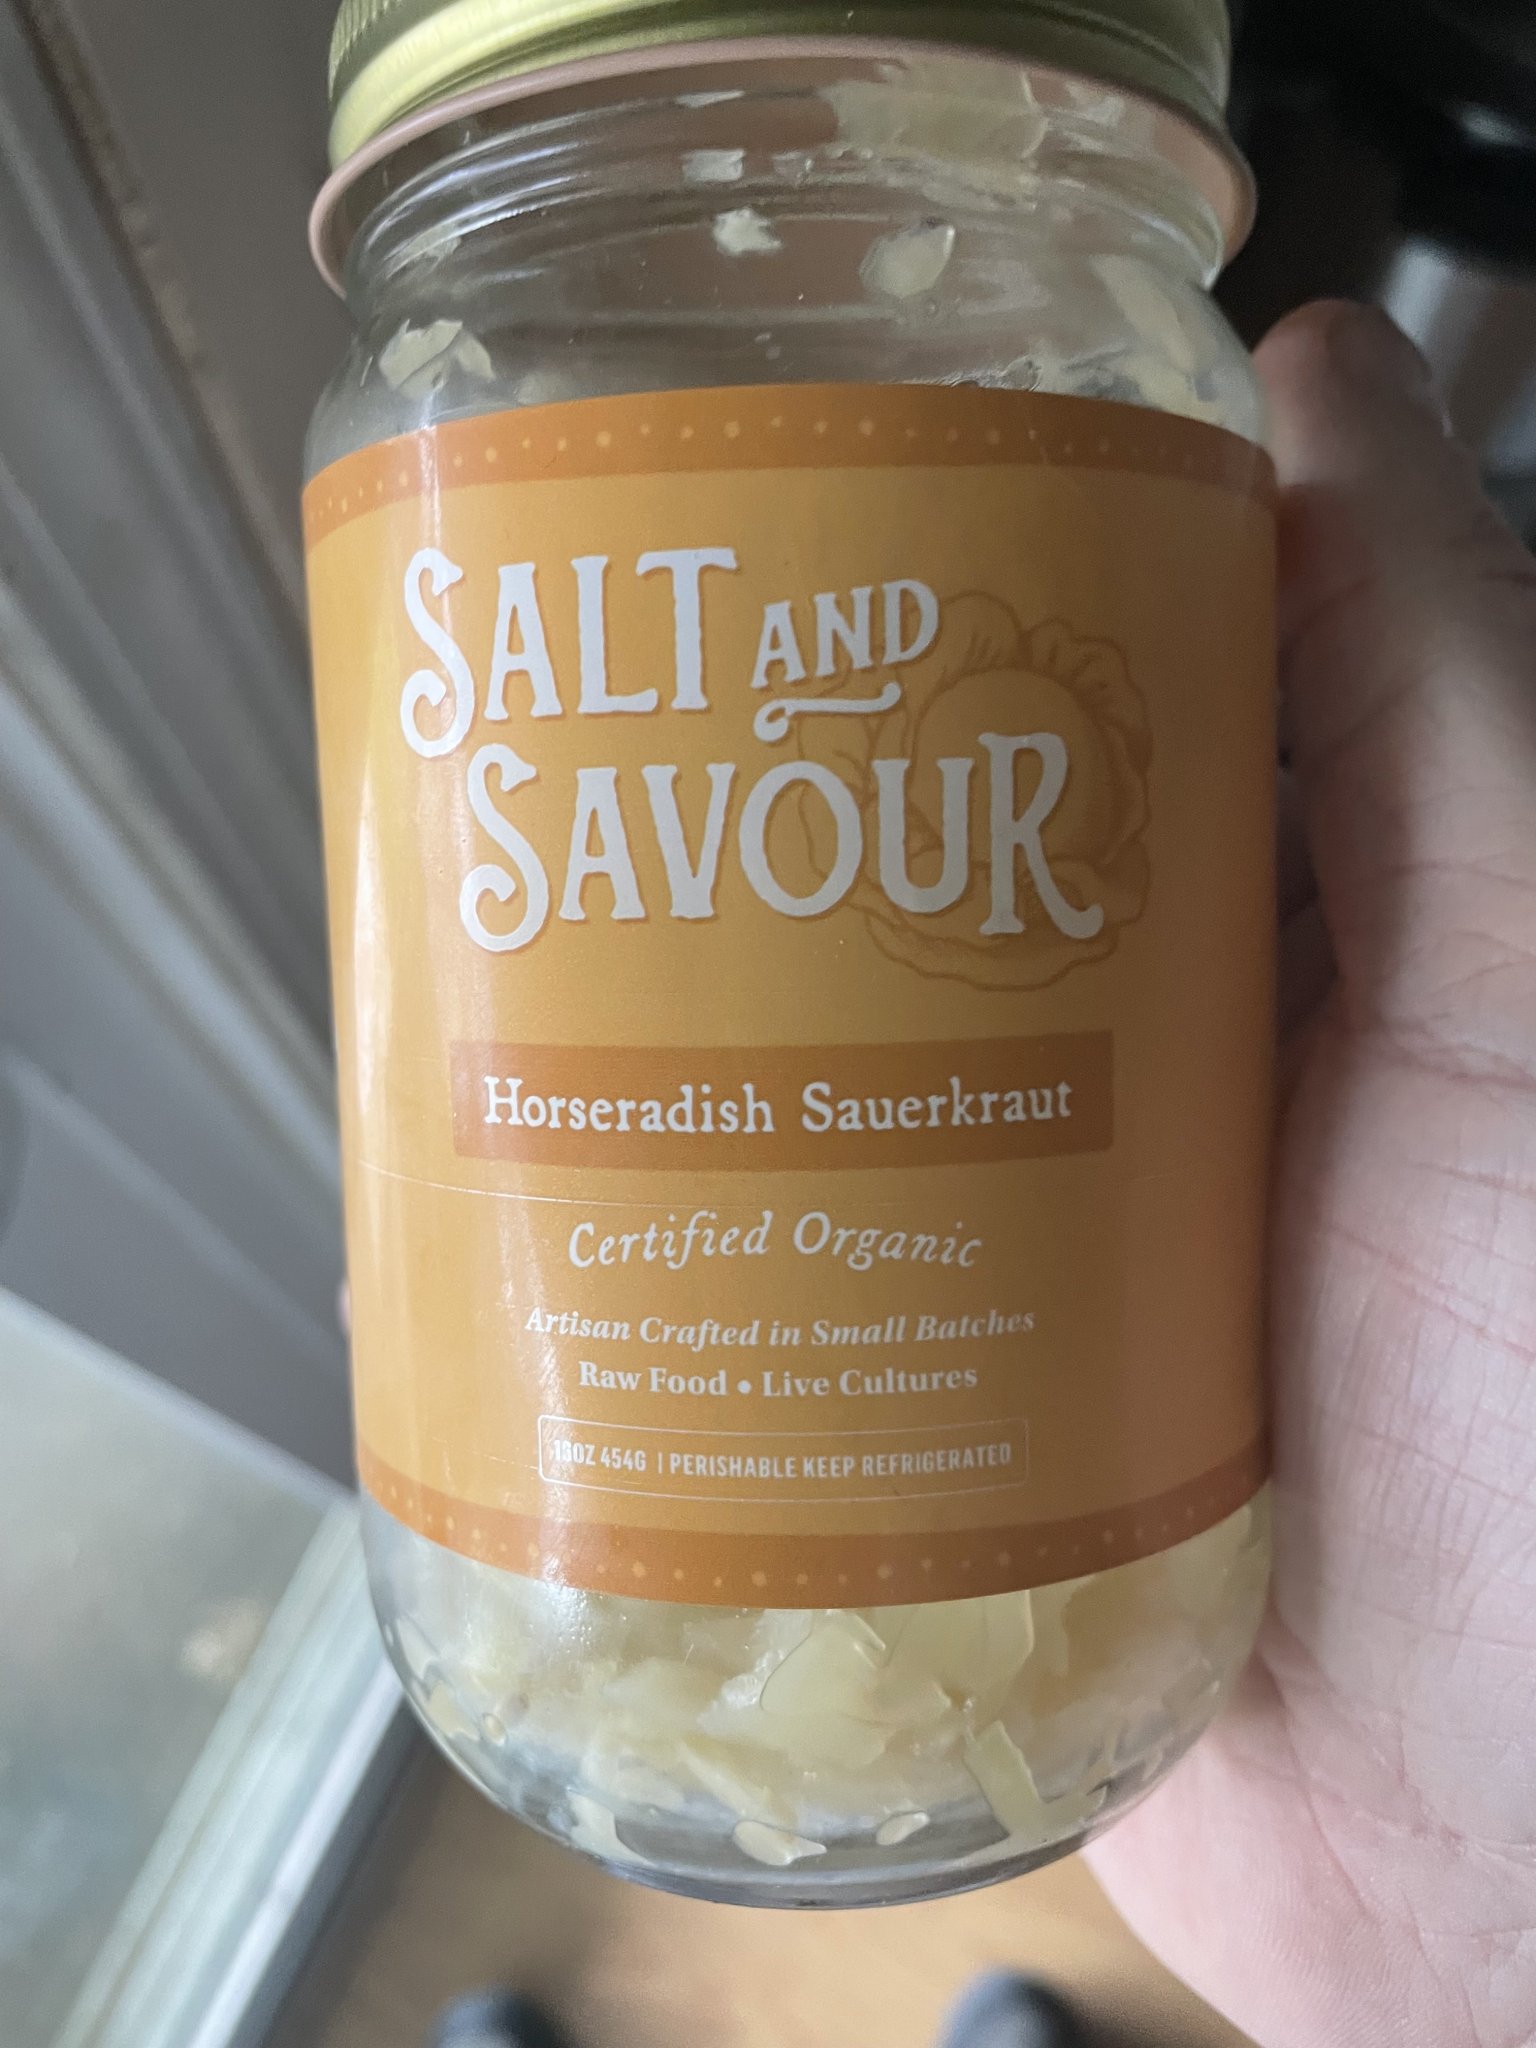 SALT AND
SAVOUR
Horseradish Sauerkraut
Certified Organic
Artisan Crafted in Small Batches
Raw Food • Live Cultures
16OZ 454G | PERISHABLE KEEP REFRIGERATED